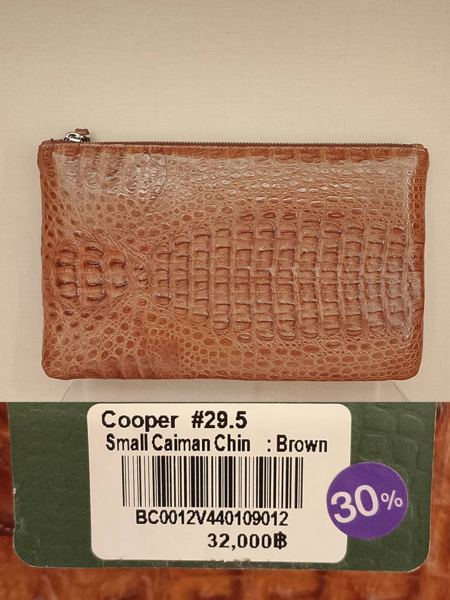 Cooper #29.5
Small Caiman Chin : Brown
BC0012V440109012
32,000฿
30%